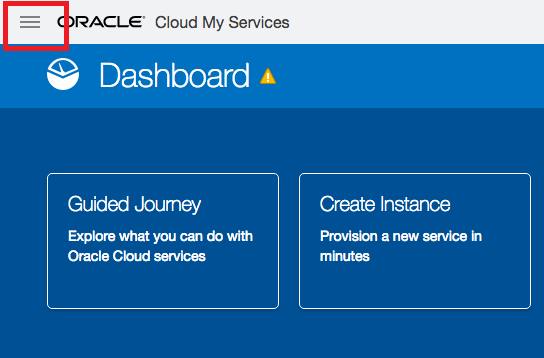 ORACLE Cloud My Services
Dashboard
Guided Journey
Explore what you can do with
Oracle Cloud services
Create Instance
Provision a new service in
minutes